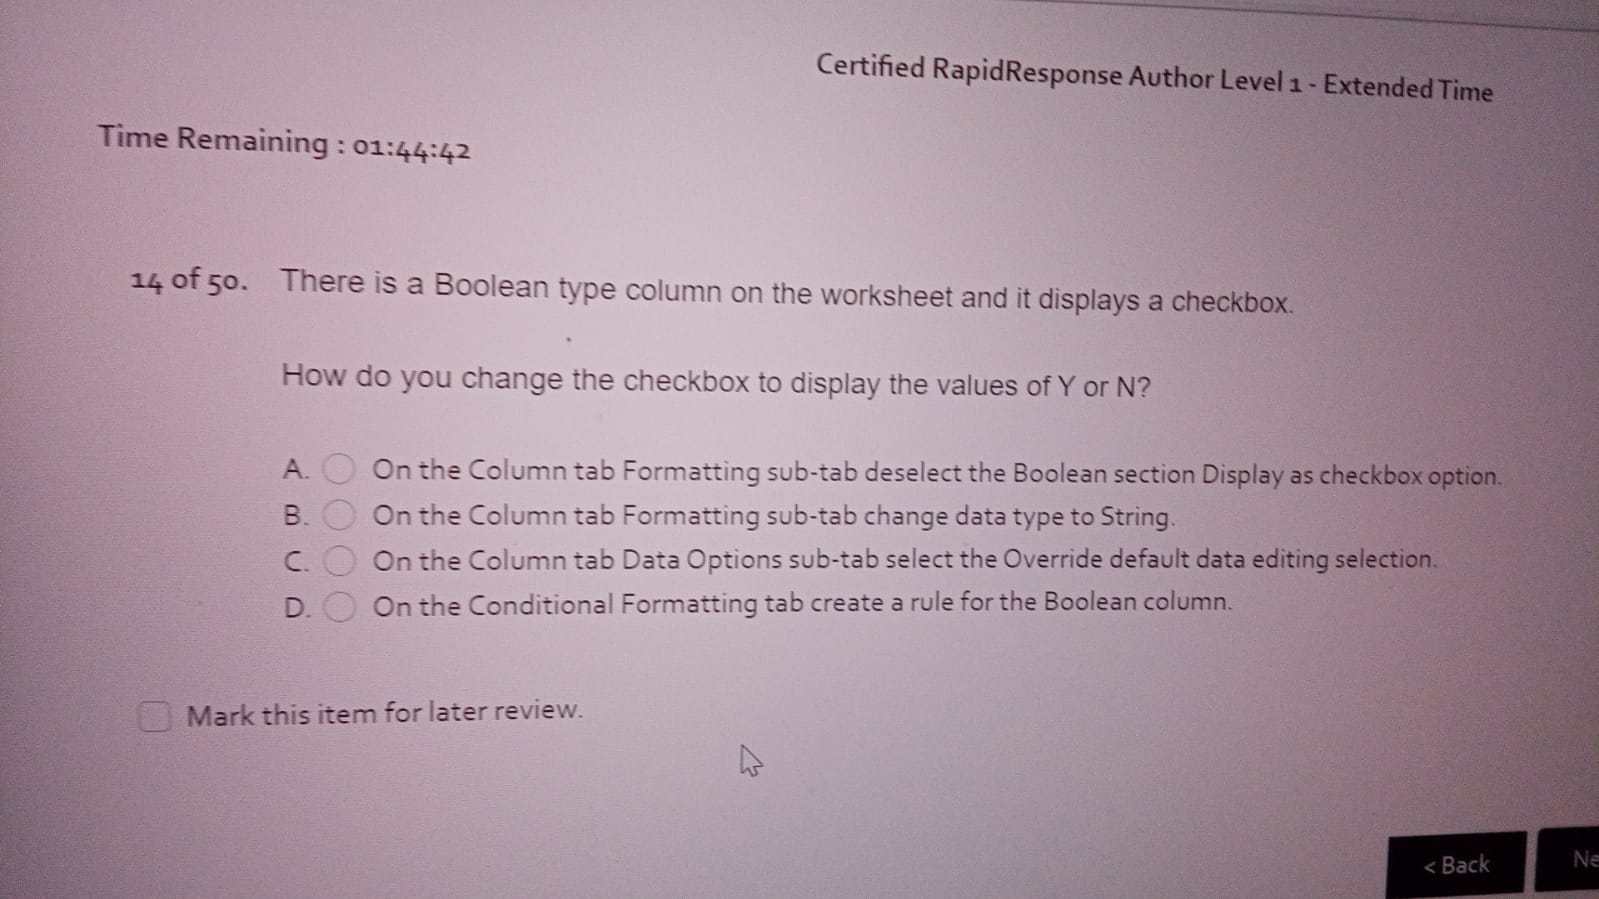 Certified RapidResponse Author Level 1 - Extended Time
Time Remaining : 01:44:42
14 of 50. There is a Boolean type column on the worksheet and it displays a checkbox.
How do you change the checkbox to display the values of Y or N?
A. On the Column tab Formatting sub-tab deselect the Boolean section Display as checkbox option.
B. On the Column tab Formatting sub-tab change data type to String.
C. On the Column tab Data Options sub-tab select the Override default data editing selection.
D. On the Conditional Formatting tab create a rule for the Boolean column.
Mark this item for later review.
< Back